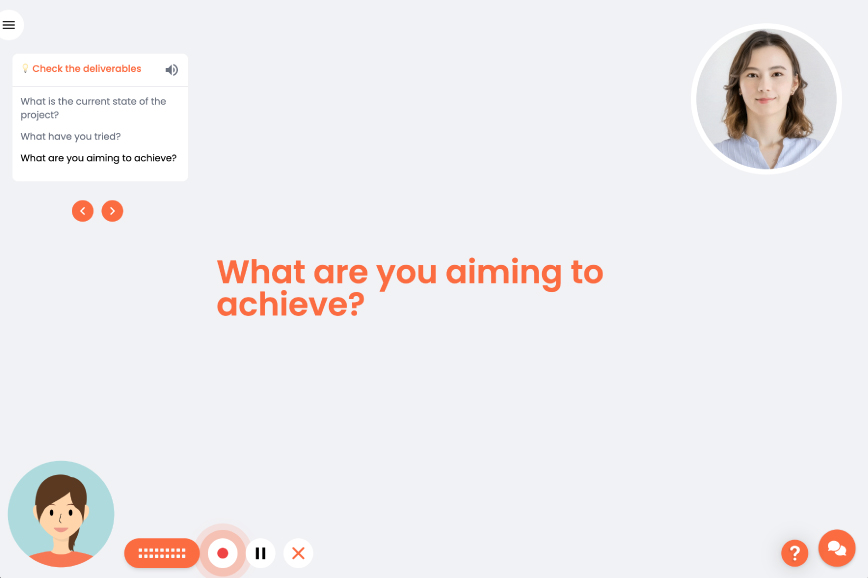 Check the deliverables
What is the current state of the
project?
What have you tried?
What are you aiming to achieve?
What are you aiming to
achieve?
?